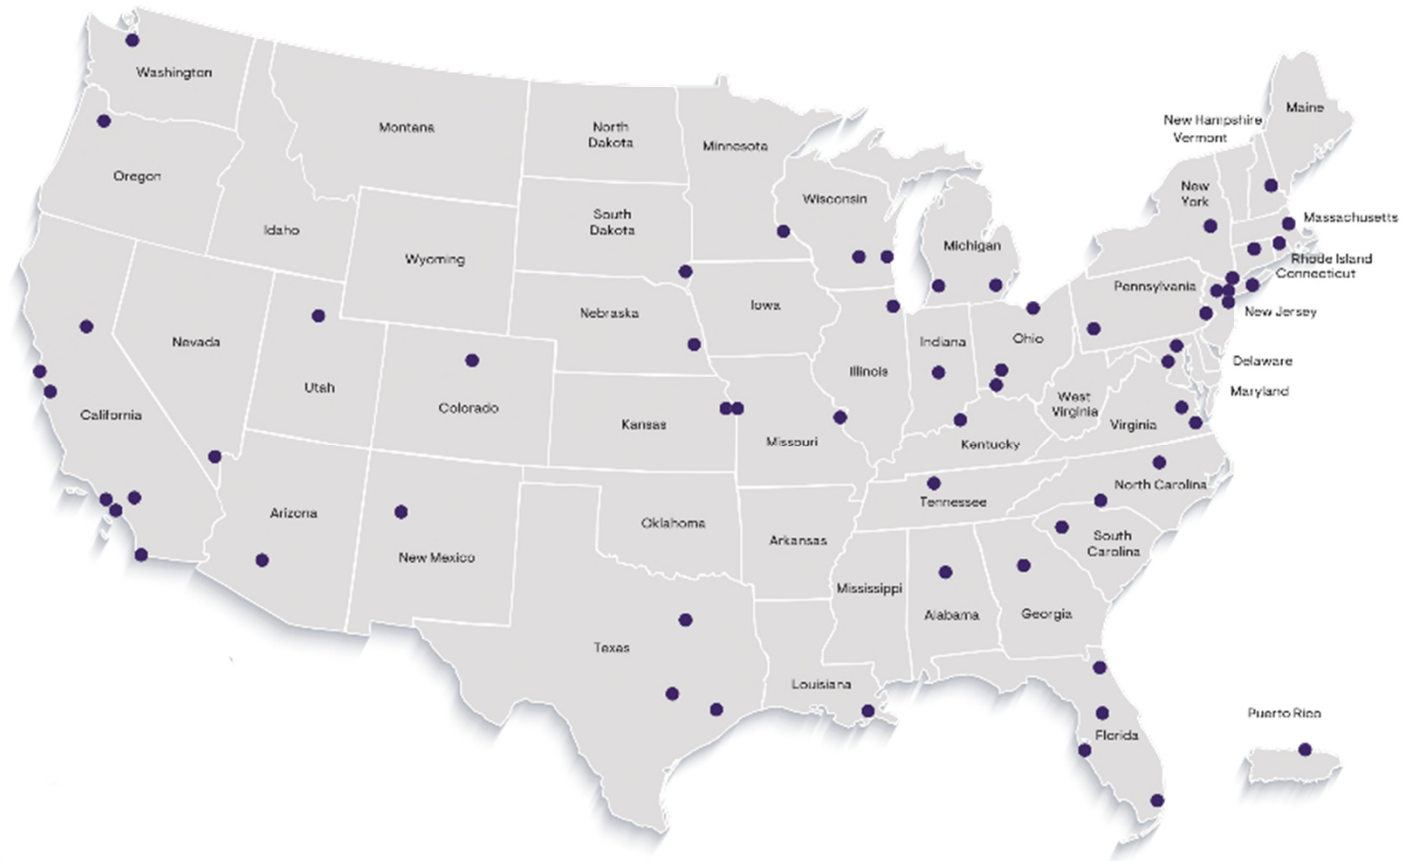 Washington
Montana
North
Dakota
Minnesota
New Hampshire
Vermont
Maine
Oregon
Idaho
South
Dakota
Wisconsin
Michigan
New
York
Massachusetts
Rhode Island
Connecticut
Wyoming
Nebraska
Iowa
Pennsylvania
New Jersey
Nevada
Utah
Colorado
Kansas
Illinois
Indiana
Ohio
Delaware
Maryland
California
Missouri
West
Virginia
Virginia
Kentucky
Arizona
New Mexico
Oklahoma
Arkansas
Tennessee
North Carolina
South
Carolina
Texas
Louisiana
Mississippi
Alabama
Georgia
Florida
Puerto Rico